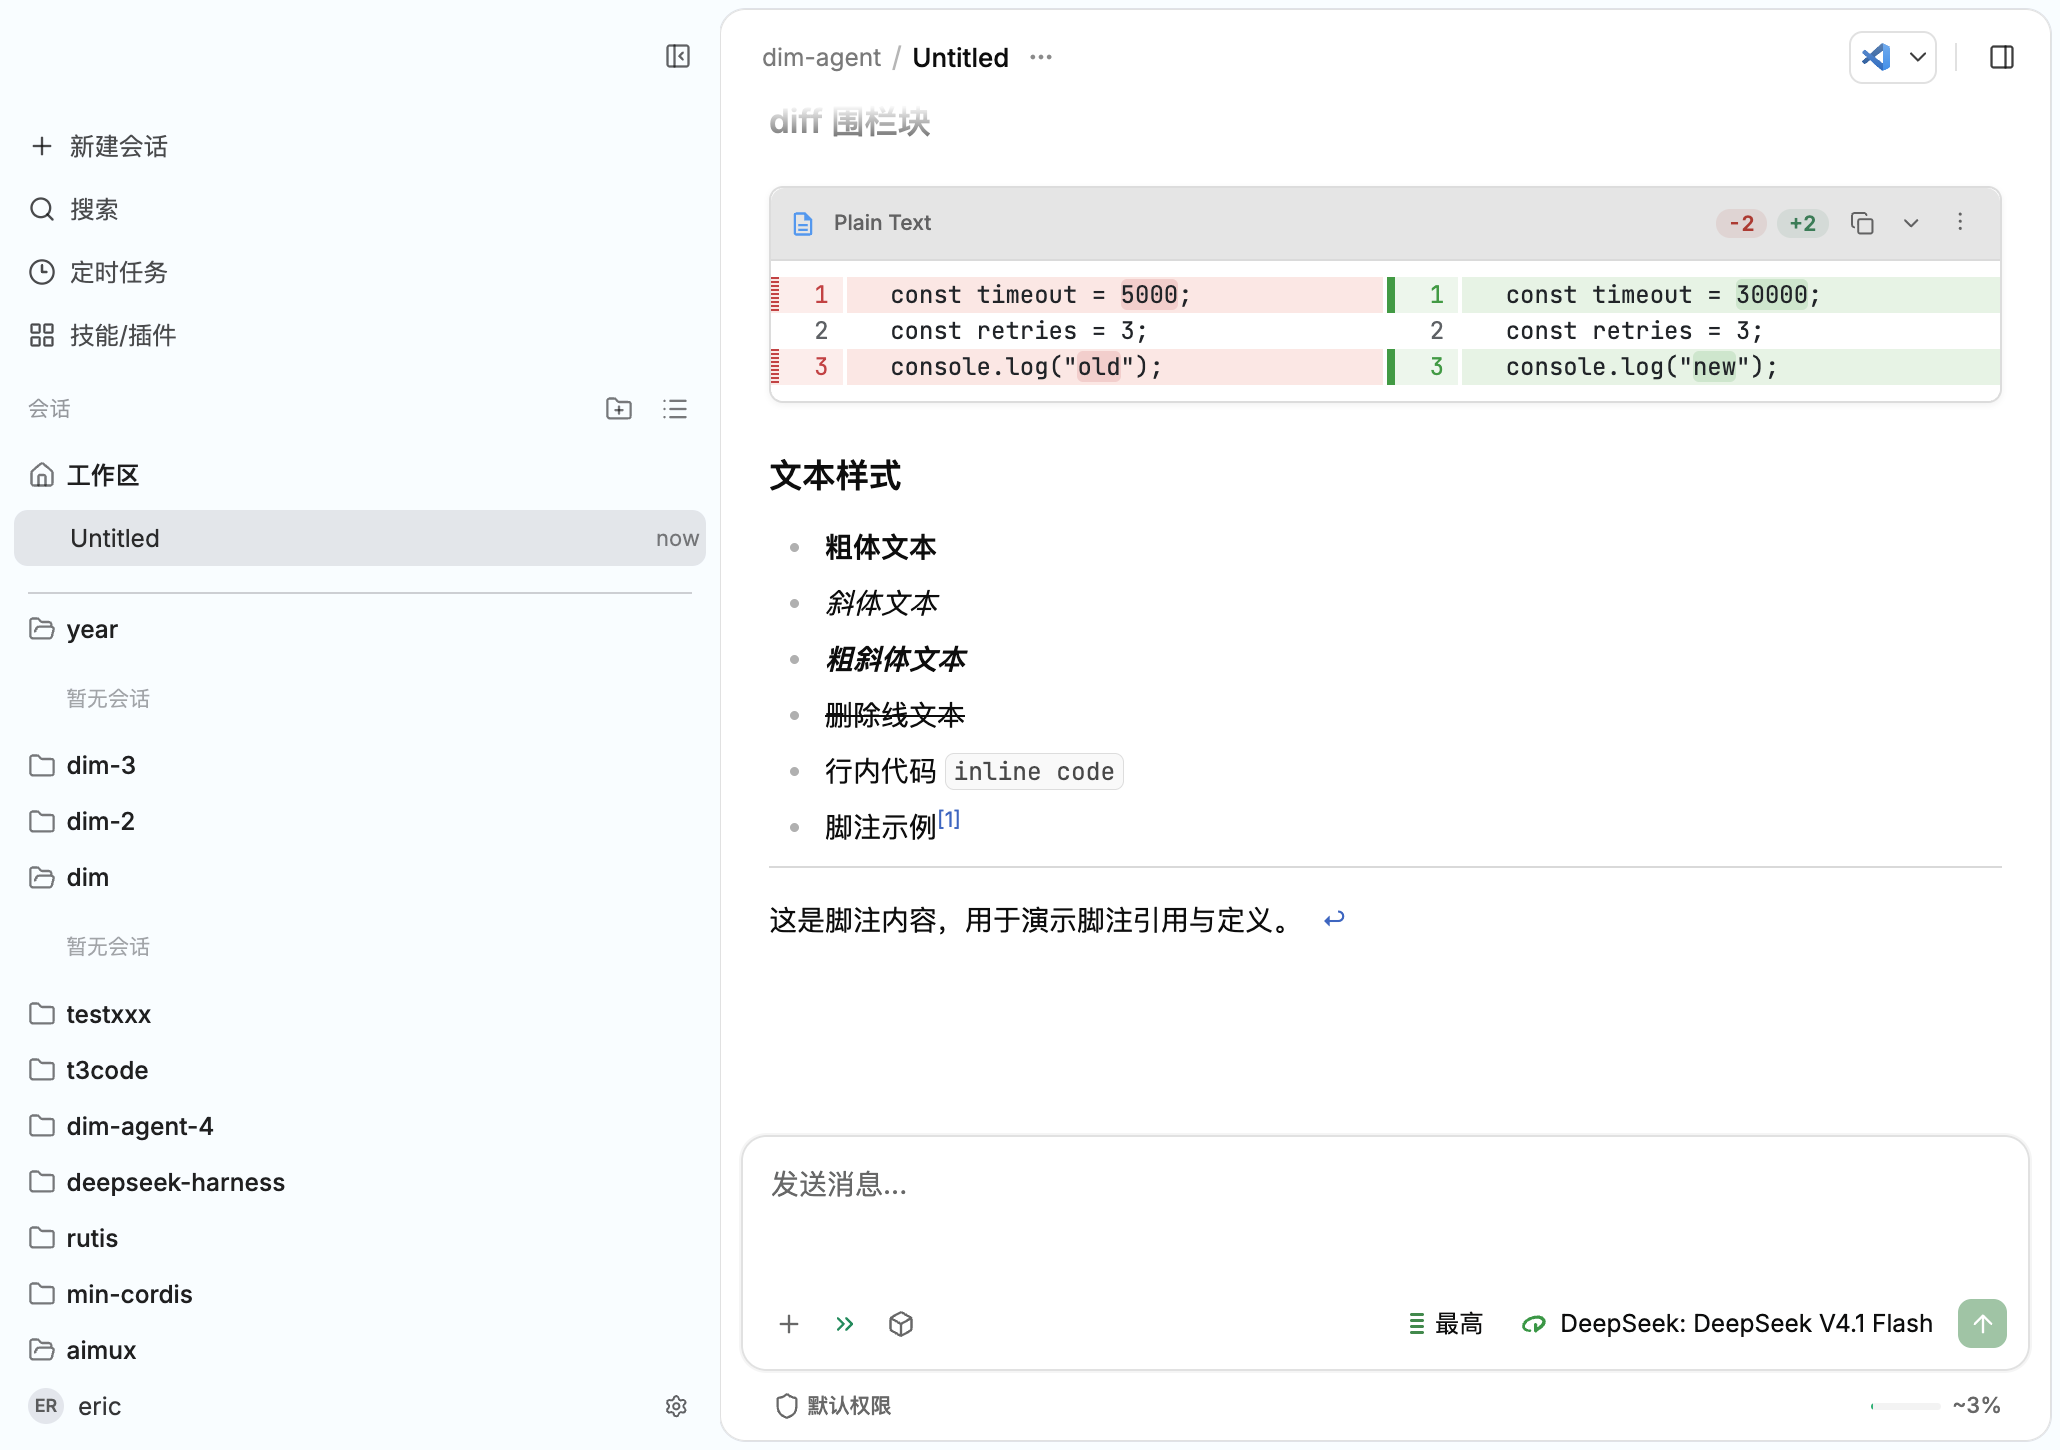 新建会话
搜索
定时任务
技能/插件
会话
工作区
Untitled now
year
暂无会话
dim-3
dim-2
dim
暂无会话
testxxx
t3code
dim-agent-4
deepseek-harness
rutis
min-cordis
aimux
ER eric
dim-agent / Untitled ...
diff 围栏块
Plain Text -2 +2
1 const timeout = 5000;
2 const retries = 3;
3 console.log("old");
1 const timeout = 30000;
2 const retries = 3;
3 console.log("new");
文本样式
粗体文本
斜体文本
粗斜体文本
删除线文本
行内代码 inline code
脚注示例[1]
这是脚注内容，用于演示脚注引用与定义。 ↩
发送消息...
最高 DeepSeek: DeepSeek V4.1 Flash
默认权限 ~3%